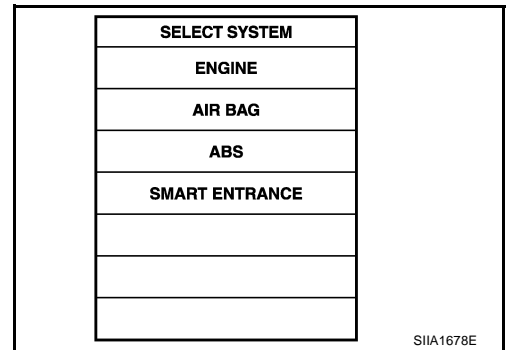 SELECT SYSTEM
ENGINE
AIR BAG
ABS
SMART ENTRANCE
SIIA1678E